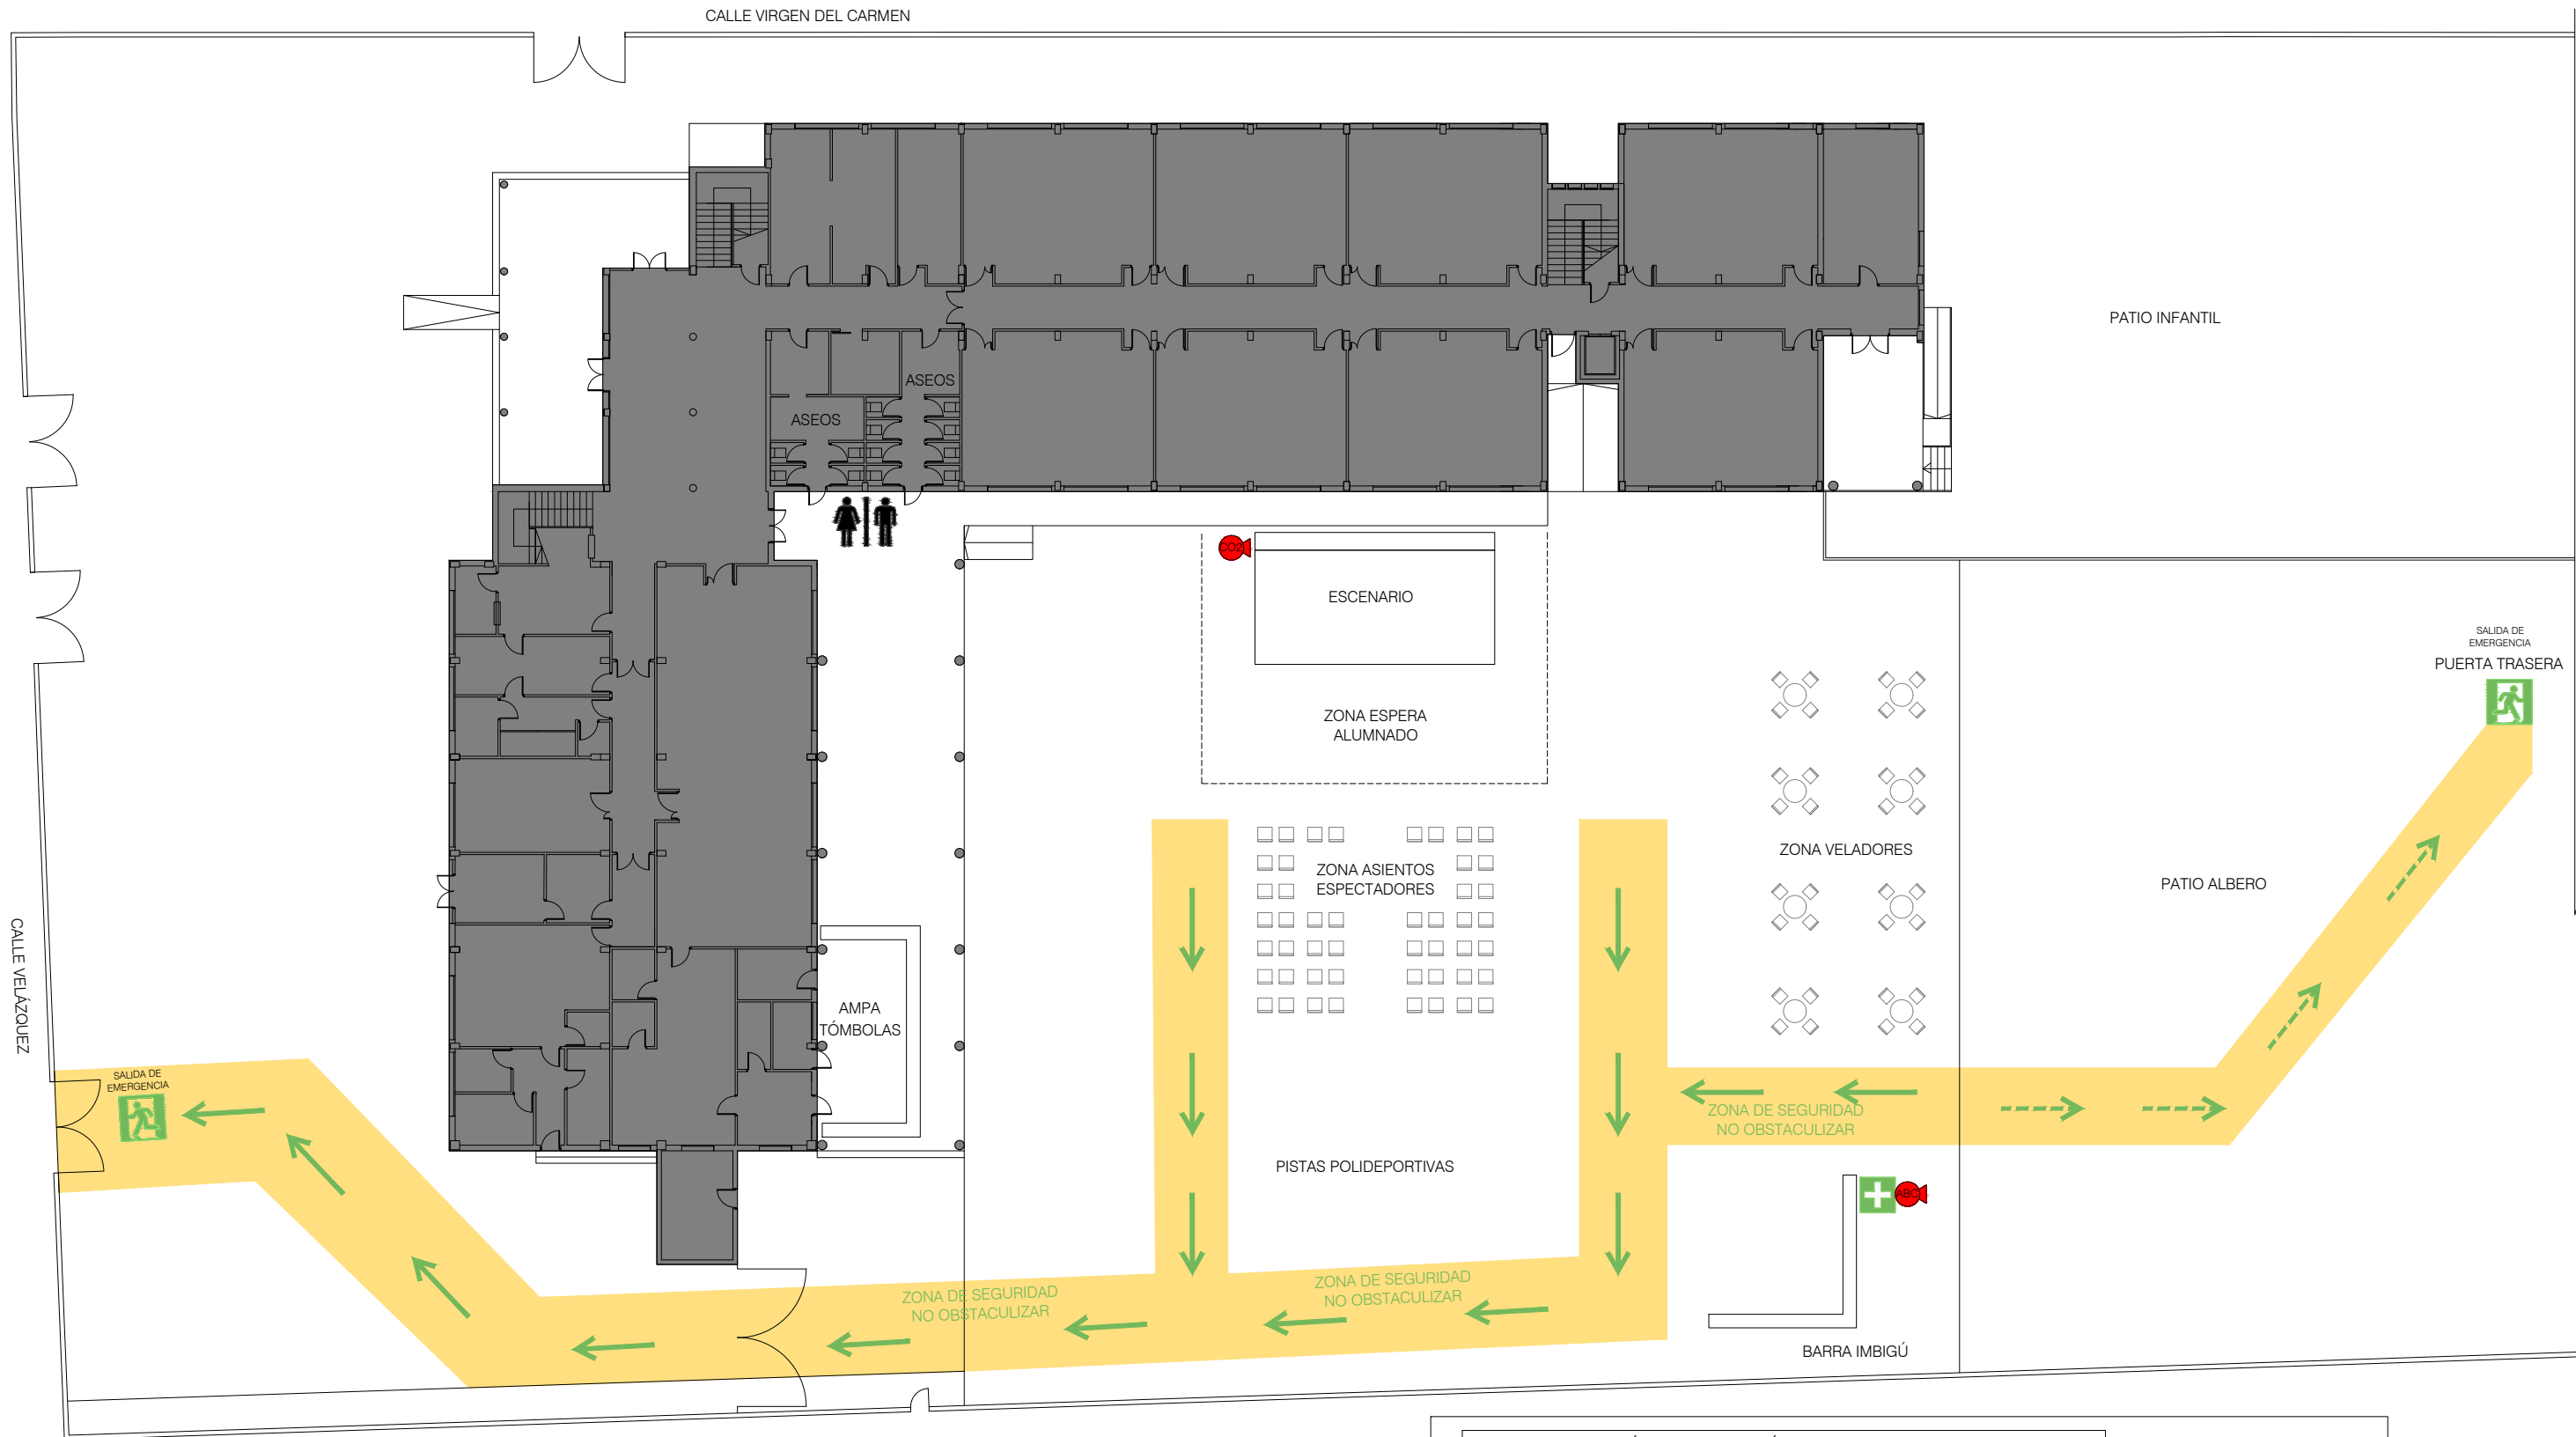 CALLE VIRGEN DEL CARMEN
PATIO INFANTIL
ASEOS
ASEOS
CO2
ESCENARIO
SALIDA DE
EMERGENCIA
PUERTA TRASERA
ZONA ESPERA
ALUMNADO
ZONA VELADORES
ZONA ASIENTOS
ESPECTADORES
PATIO ALBERO
CALLE VELÁZQUEZ
AMPA
TÓMBOLAS
SALIDA DE
EMERGENCIA
ZONA DE SEGURIDAD
NO OBSTACULIZAR
PISTAS POLIDEPORTIVAS
ABC
ZONA DE SEGURIDAD
NO OBSTACULIZAR
ZONA DE SEGURIDAD
NO OBSTACULIZAR
BARRA IMBIGÚ